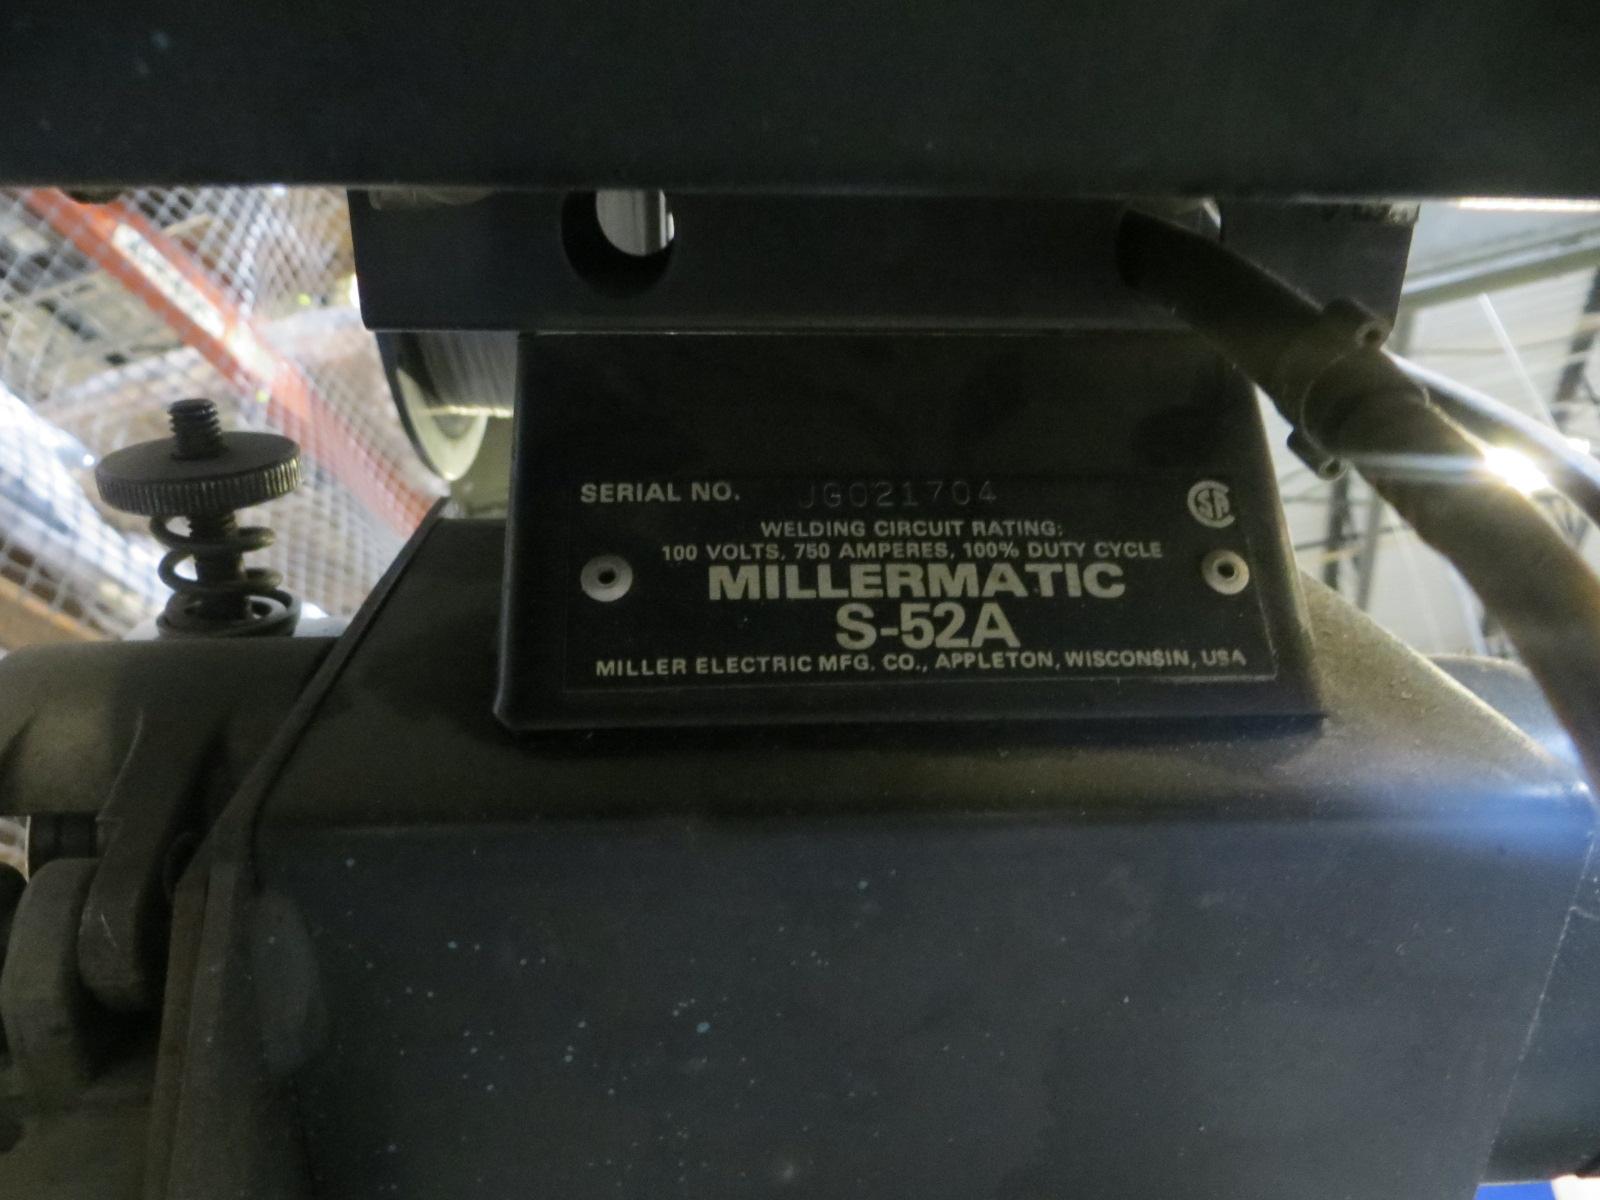 SERIAL NO. JG021704
WELDING CIRCUIT RATING:
100 VOLTS, 750 AMPERES, 100% DUTY CYCLE
MILLERMATIC
S-52A
MILLER ELECTRIC MFG. CO., APPLETON, WISCONSIN, USA